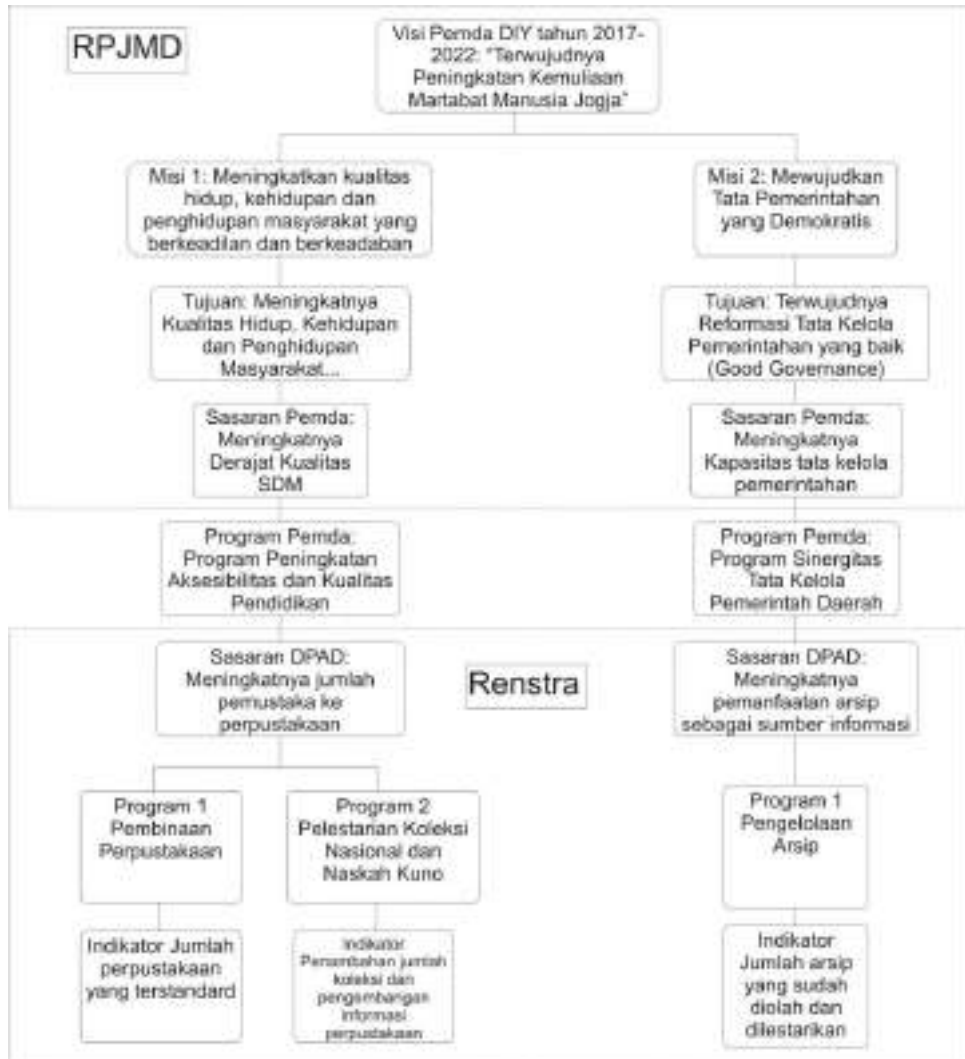 RPJMD
Visi Pemda DIY tahun 2017-
2022: "Terwujudnya
Peningkatan Kemuliaan
Martabat Manusia Jogja"
Misi 1: Meningkatkan kualitas
hidup, kehidupan dan
penghidupan masyarakat yang
berkeadilan dan berkeadaban
Misi 2: Mewujudkan
Tata Pemerintahan
yang Demokratis
Tujuan: Meningkatnya
Kualitas Hidup, Kehidupan
dan Penghidupan
Masyarakat...
Tujuan: Terwujudnya
Reformasi Tata Kelola
Pemerintahan yang baik
(Good Governance)
Sasaran Pemda:
Meningkatnya
Derajat Kualitas
SDM
Sasaran Pemda:
Meningkatnya
Kapasitas tata kelola
pemerintahan
Program Pemda:
Program Peningkatan
Aksesibilitas dan Kualitas
Pendidikan
Program Pemda:
Program Sinergitas
Tata Kelola
Pemerintah Daerah
Sasaran DPAD:
Meningkatnya jumlah
pemustaka ke
perpustakaan
Renstra
Sasaran DPAD:
Meningkatnya
pemanfaatan arsip
sebagai sumber informasi
Program 1
Pembinaan
Perpustakaan
Program 2
Pelestarian Koleksi
Nasional dan
Naskah Kuno
Program 1
Pengelolaan
Arsip
Indikator Jumlah
perpustakaan
yang terstandard
Indikator
Penambahan jumlah
koleksi dan
pengembangan
informasi
perpustakaan
Indikator
Jumlah arsip
yang sudah
diolah dan
dilestarikan